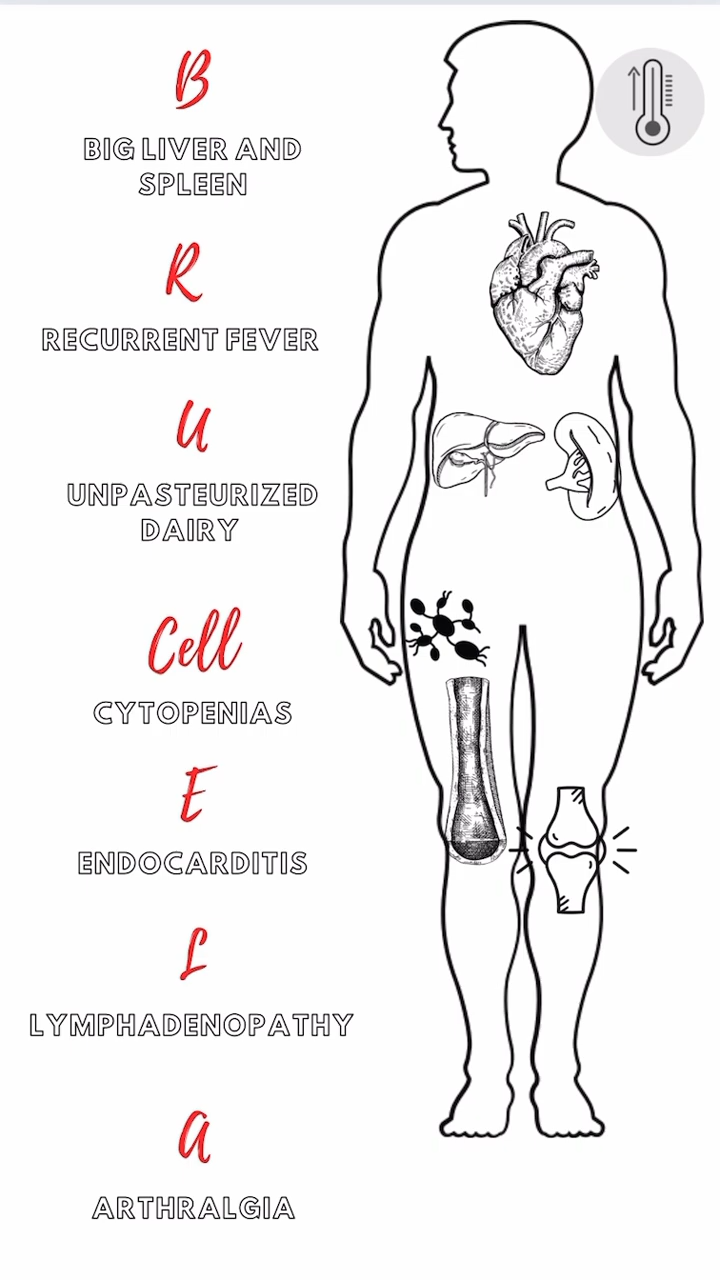 B
BIG LIVER AND
SPLEEN
R
RECURRENT FEVER
U
UNPASTEURIZED
DAIRY
Cell
CYTOPENIAS
E
ENDOCARDITIS
L
LYMPHADENOPATHY
A
ARTHRALGIA